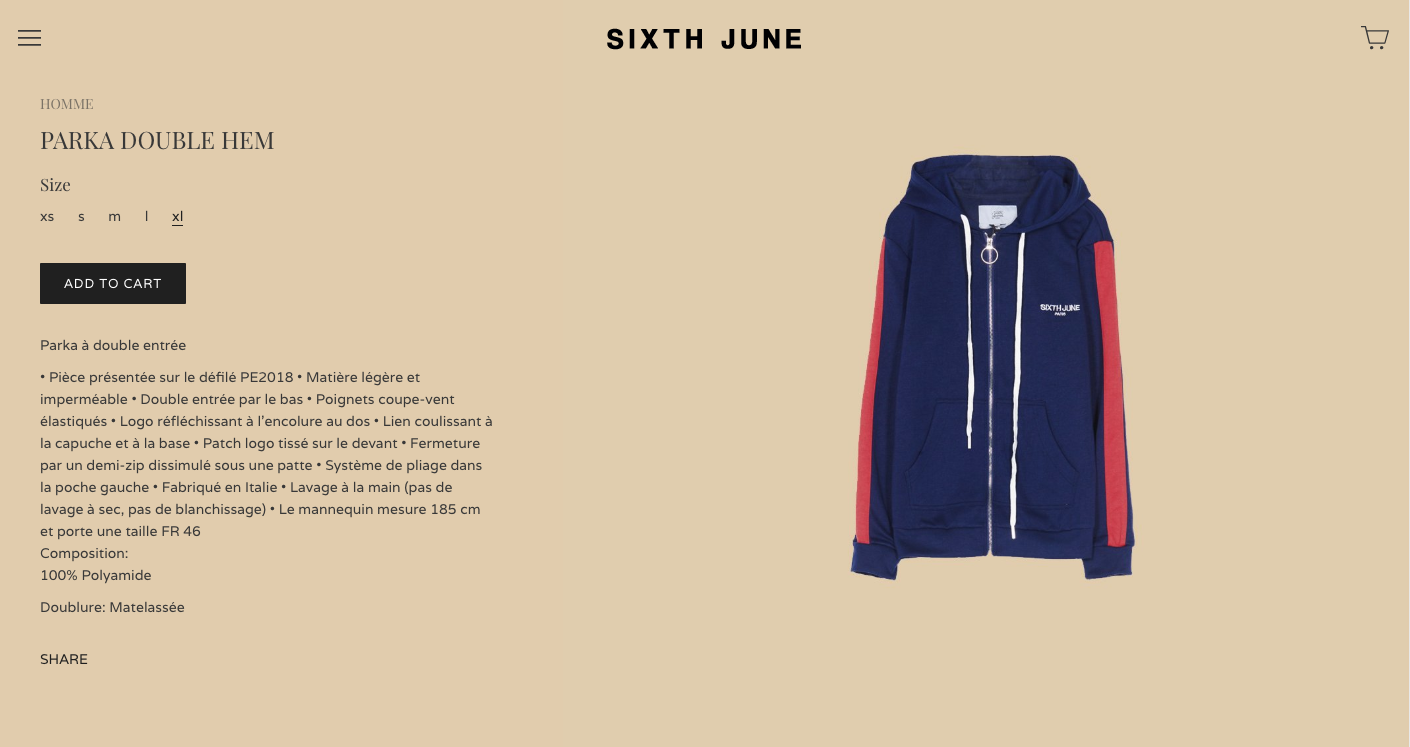 SIXTH JUNE
HOMME
PARKA DOUBLE HEM
Size
xs s m l xl
ADD TO CART
Parka à double entrée
• Pièce présentée sur le défilé PE2018 • Matière légère et
imperméable • Double entrée par le bas • Poignets coupe-vent
élastiqués • Logo réfléchissant à l'encolure au dos • Lien coulissant à
la capuche et à la base • Patch logo tissé sur le devant • Fermeture
par un demi-zip dissimulé sous une patte • Système de pliage dans
la poche gauche • Fabriqué en Italie • Lavage à la main (pas de
lavage à sec, pas de blanchissage) • Le mannequin mesure 185 cm
et porte une taille FR 46
Composition:
100% Polyamide
Doublure: Matelassée
SHARE
SIXTH JUNE
PARIS